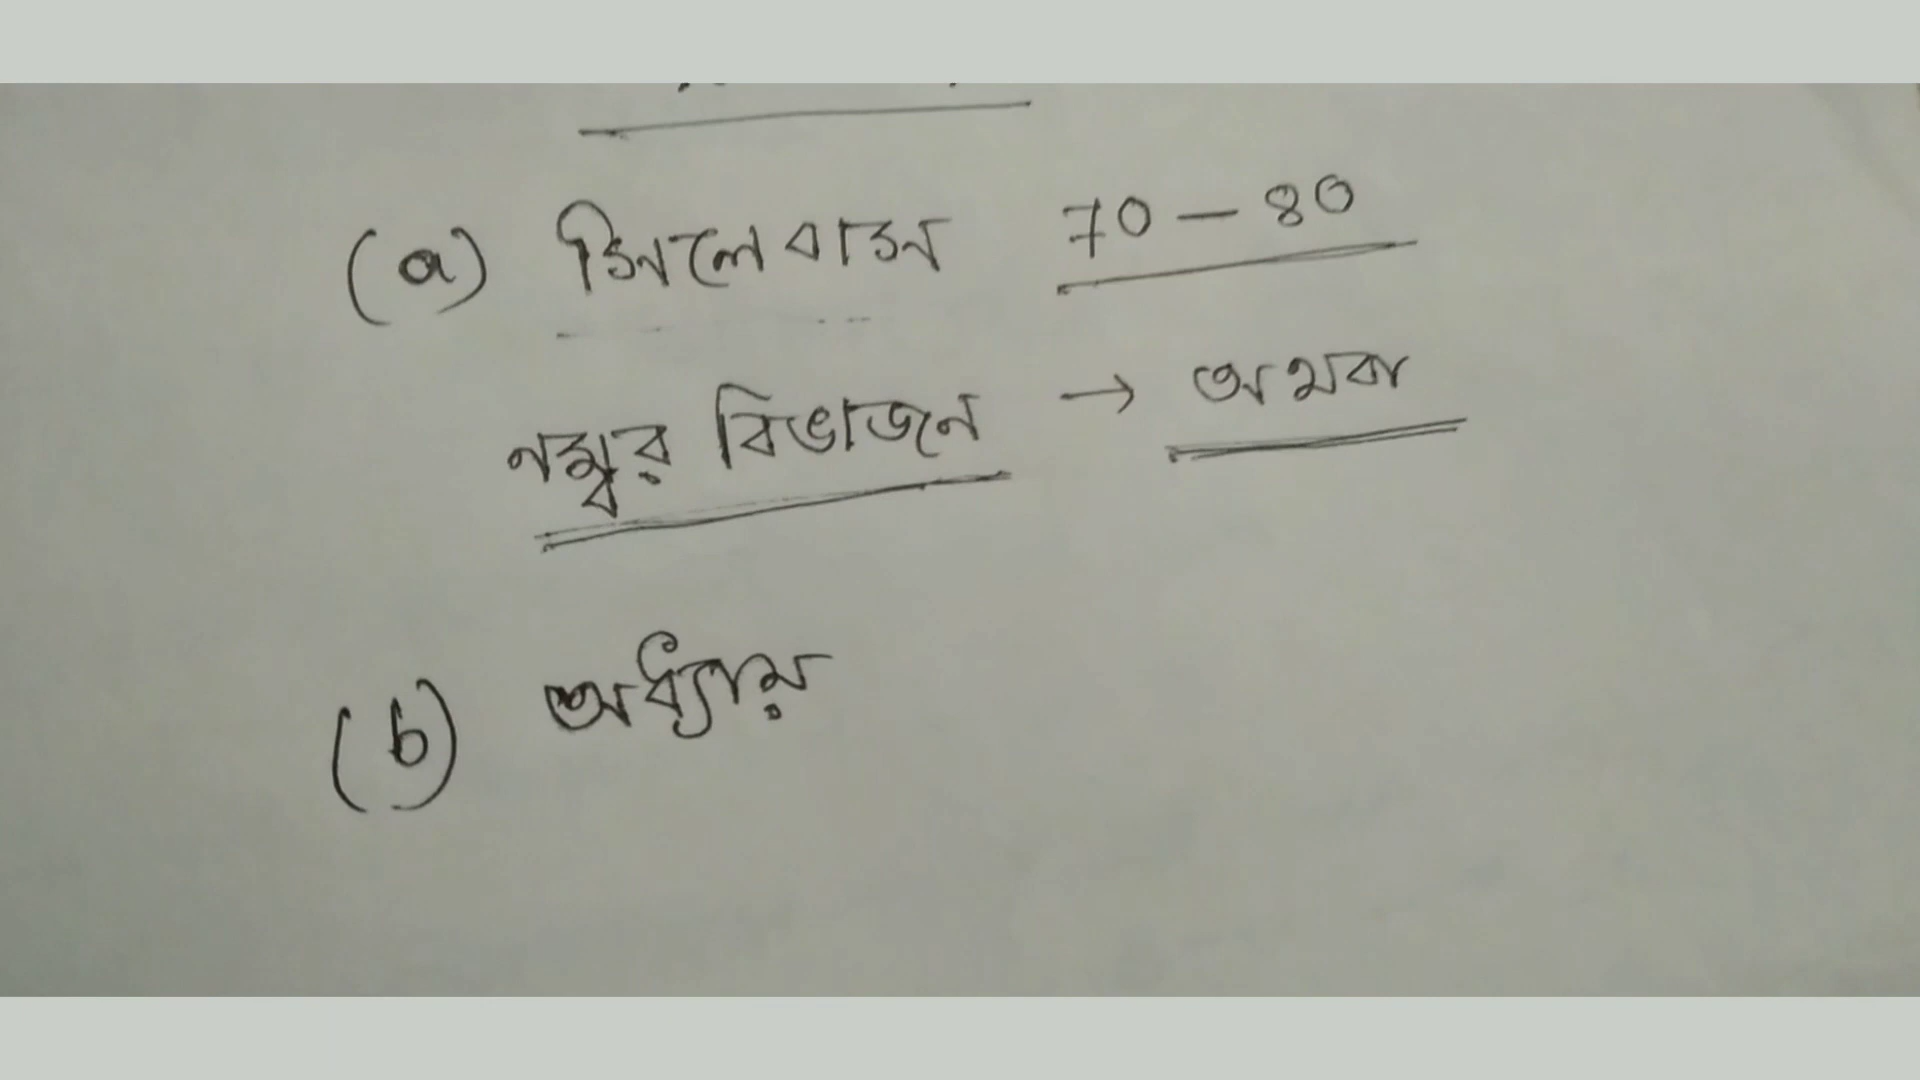 (a) সিলেবাস 70 – 80
নম্বর বিভাজন → অথবা
(b) অধ্যায়